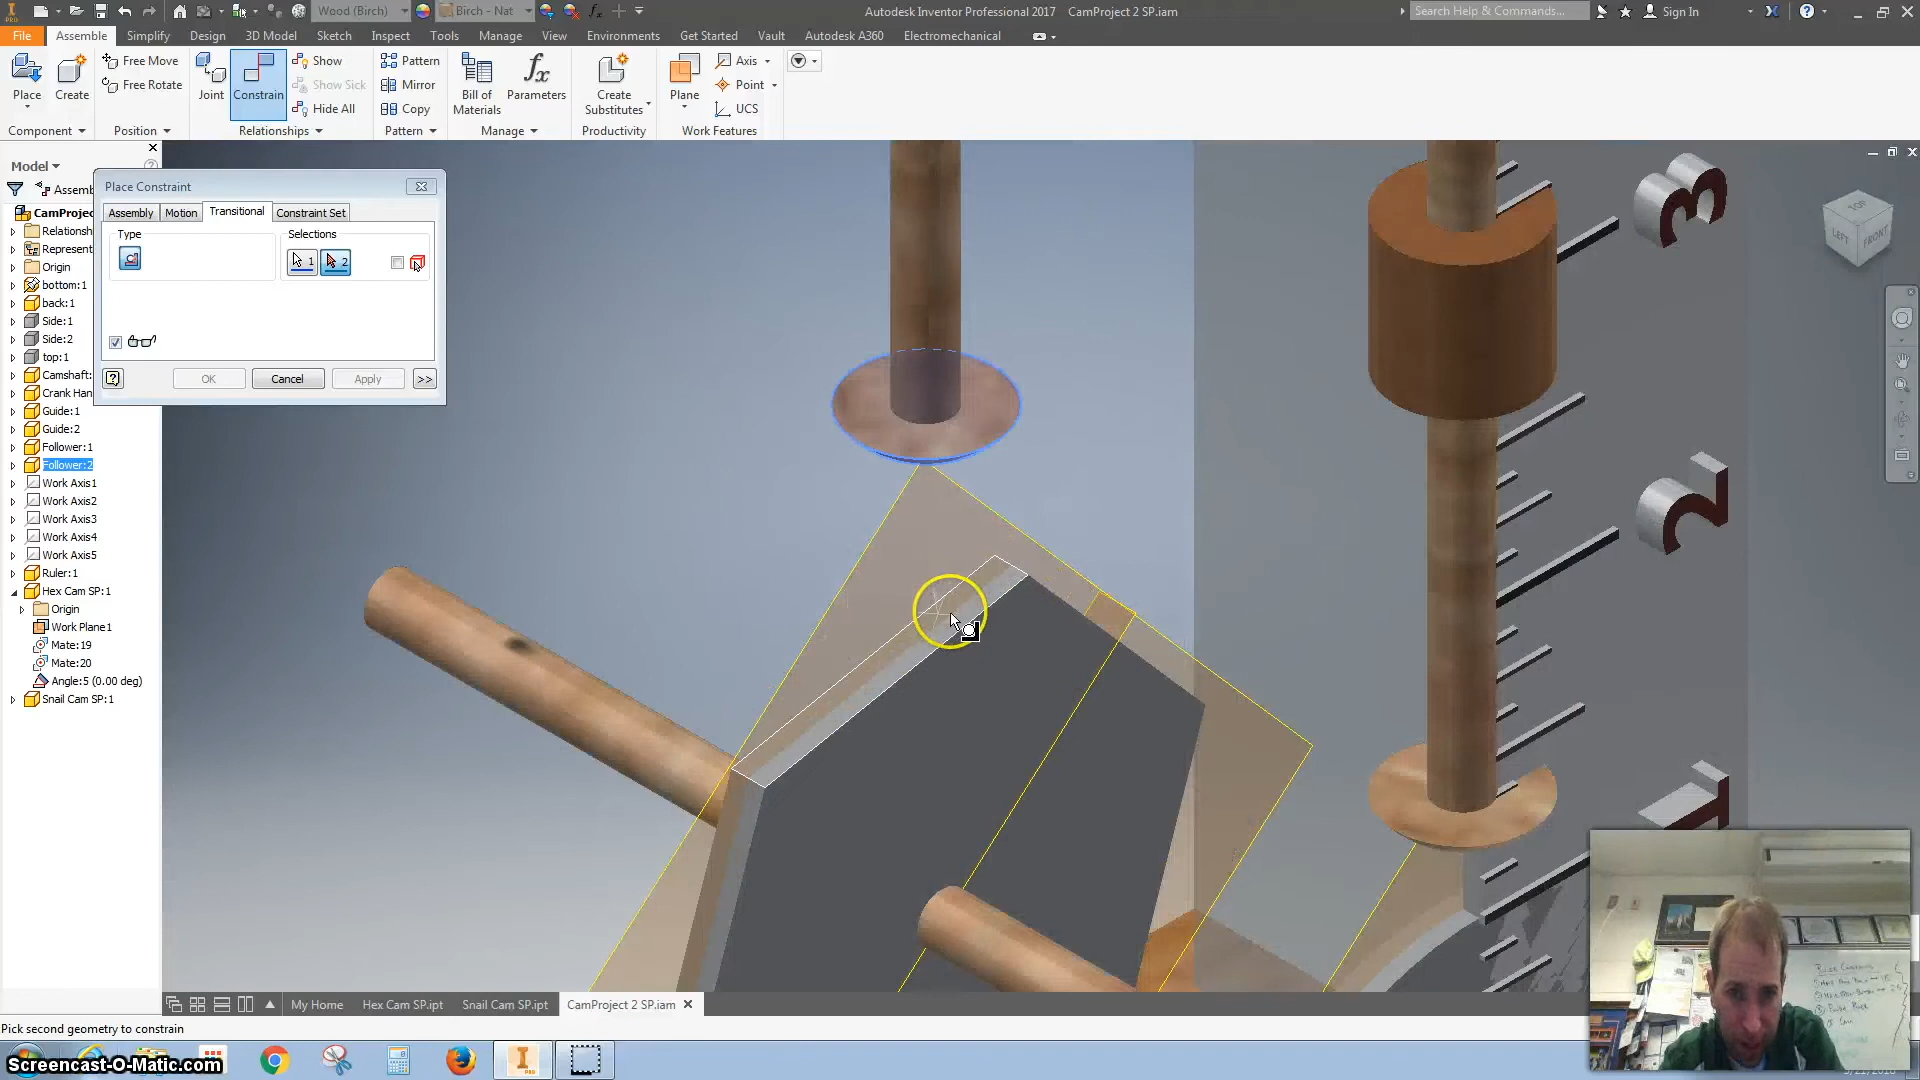 Wood (Birch)
Birch - Nat
Autodesk Inventor Professional 2017 CamProject 2 SP.iam
Search Help & Commands...
Sign In
File Assemble Simplify Design 3D Model Sketch Inspect Tools Manage View Environments Get Started Vault Autodesk A360 Electromechanical
Place
Create
Free Move
Free Rotate
Joint
Constrain
Show
Show Sick
Hide All
Pattern
Mirror
Copy
Bill of Materials
Parameters
Create Substitutes
Plane
Axis
Point
UCS
Component Position Relationships Pattern Manage Productivity Work Features
Model
Assemb
CamProjec
Relationsh
Represent
Origin
bottom:1
back:1
Side:1
Side:2
top:1
Camshaft:
Crank Han
Guide:1
Guide:2
Follower:1
Follower:2
Work Axis1
Work Axis2
Work Axis3
Work Axis4
Work Axis5
Ruler:1
Hex Cam SP:1
Origin
Work Plane1
Mate:19
Mate:20
Angle:5 (0.00 deg)
Snail Cam SP:1
Place Constraint
Assembly Motion Transitional Constraint Set
Type
Selections
1 2
OK Cancel Apply >>
TOP
LEFT FRONT
3
2
1
My Home Hex Cam SP.ipt Snail Cam SP.ipt CamProject 2 SP.iam
Pick second geometry to constrain
Screencast-O-Matic.com